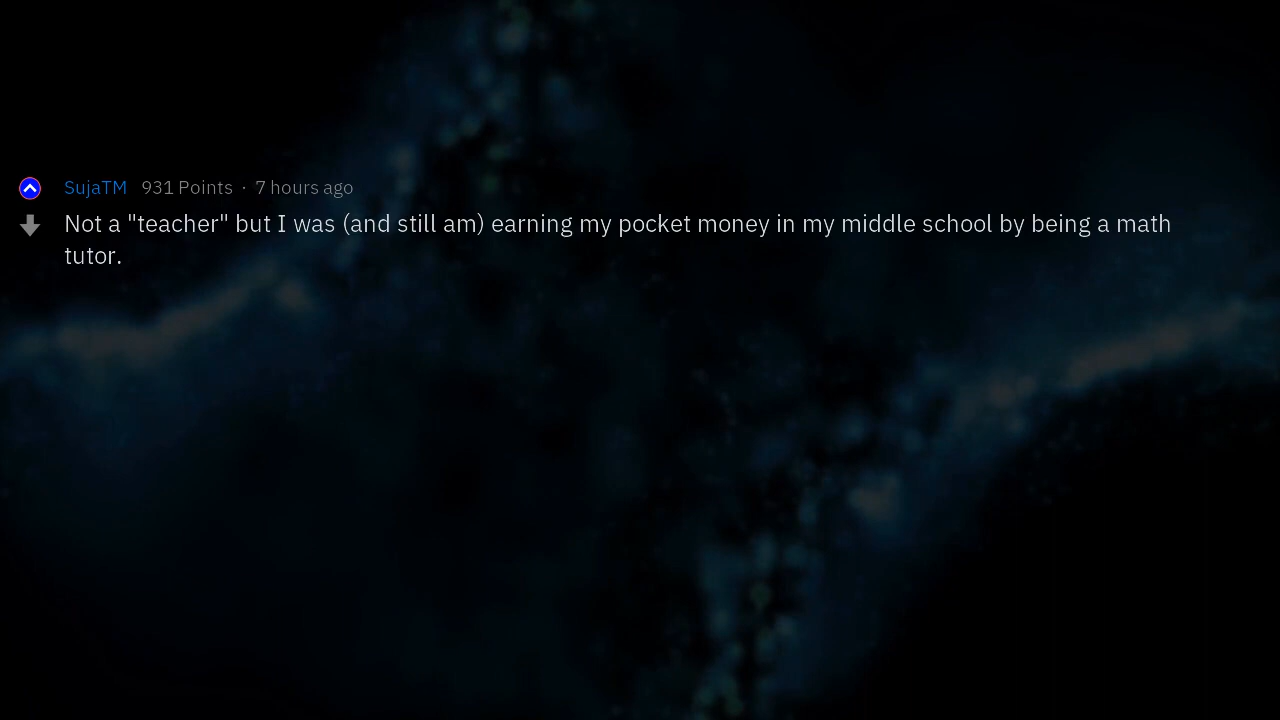 SujaTM 931 Points · 7 hours ago
Not a "teacher" but I was (and still am) earning my pocket money in my middle school by being a math
tutor.